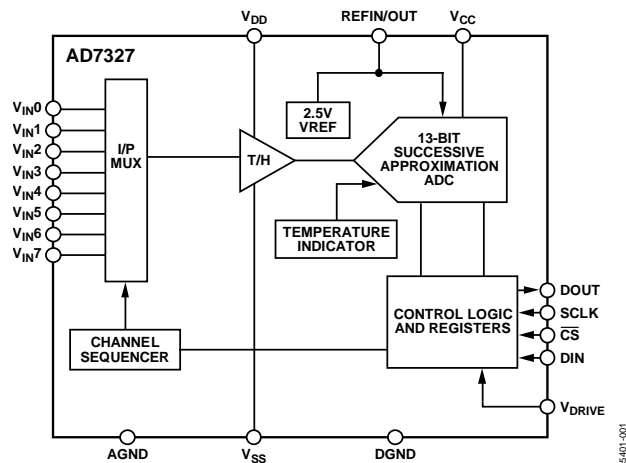 V_DD
REFIN/OUT
V_CC
AD7327
V_IN0
V_IN1
V_IN2
V_IN3
V_IN4
V_IN5
V_IN6
V_IN7
I/P
MUX
T/H
2.5V
VREF
13-BIT
SUCCESSIVE
APPROXIMATION
ADC
TEMPERATURE
INDICATOR
CHANNEL
SEQUENCER
CONTROL LOGIC
AND REGISTERS
DOUT
SCLK
C̅S̅
DIN
V_DRIVE
AGND
V_SS
DGND
5401-001